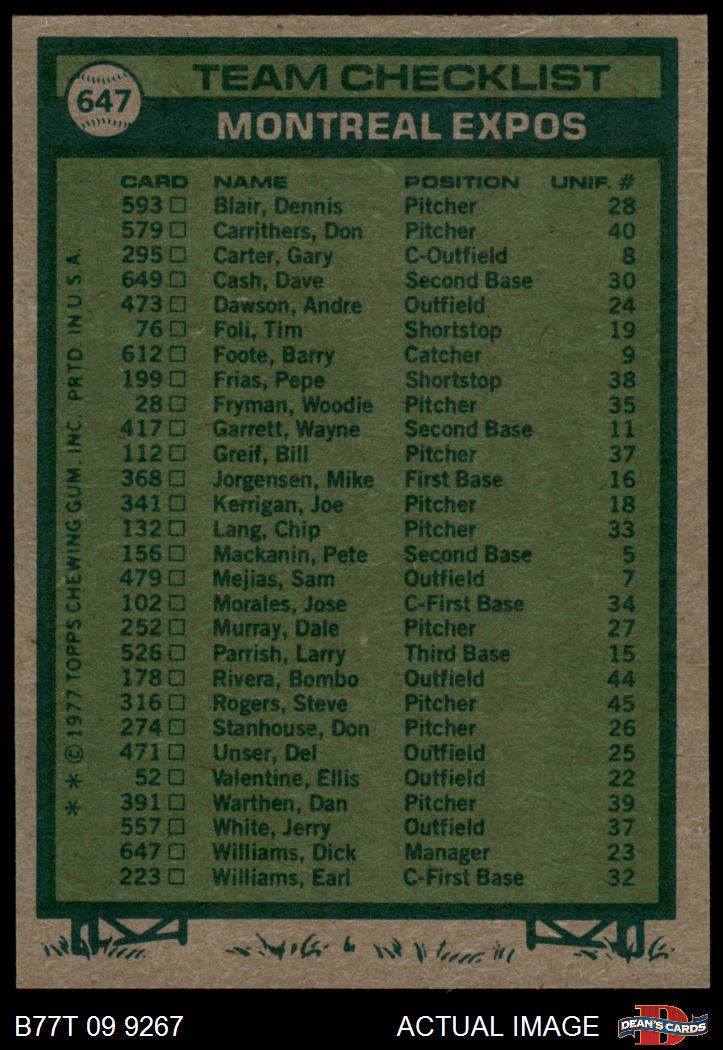 647
TEAM CHECKLIST
MONTREAL EXPOS
CARD NAME POSITION UNIF. #
593 □ Blair, Dennis Pitcher 28
579 □ Carrithers, Don Pitcher 40
295 □ Carter, Gary C-Outfield 8
649 □ Cash, Dave Second Base 30
473 □ Dawson, Andre Outfield 24
76 □ Foli, Tim Shortstop 19
612 □ Foote, Barry Catcher 9
199 □ Frias, Pepe Shortstop 38
28 □ Fryman, Woodie Pitcher 35
417 □ Garrett, Wayne Second Base 11
112 □ Greif, Bill Pitcher 37
368 □ Jorgensen, Mike First Base 16
341 □ Kerrigan, Joe Pitcher 18
132 □ Lang, Chip Pitcher 33
156 □ Mackanin, Pete Second Base 5
479 □ Mejias, Sam Outfield 7
102 □ Morales, Jose C-First Base 34
252 □ Murray, Dale Pitcher 27
526 □ Parrish, Larry Third Base 15
178 □ Rivera, Bombo Outfield 44
316 □ Rogers, Steve Pitcher 45
274 □ Stanhouse, Don Pitcher 26
471 □ Unser, Del Outfield 25
52 □ Valentine, Ellis Outfield 22
391 □ Warthen, Dan Pitcher 39
557 □ White, Jerry Outfield 37
647 □ Williams, Dick Manager 23
223 □ Williams, Earl C-First Base 32
* * © 1977 TOPPS CHEWING GUM, INC. PRTD. IN U.S.A.
B77T 09 9267
ACTUAL IMAGE
D
DEAN'S CARDS